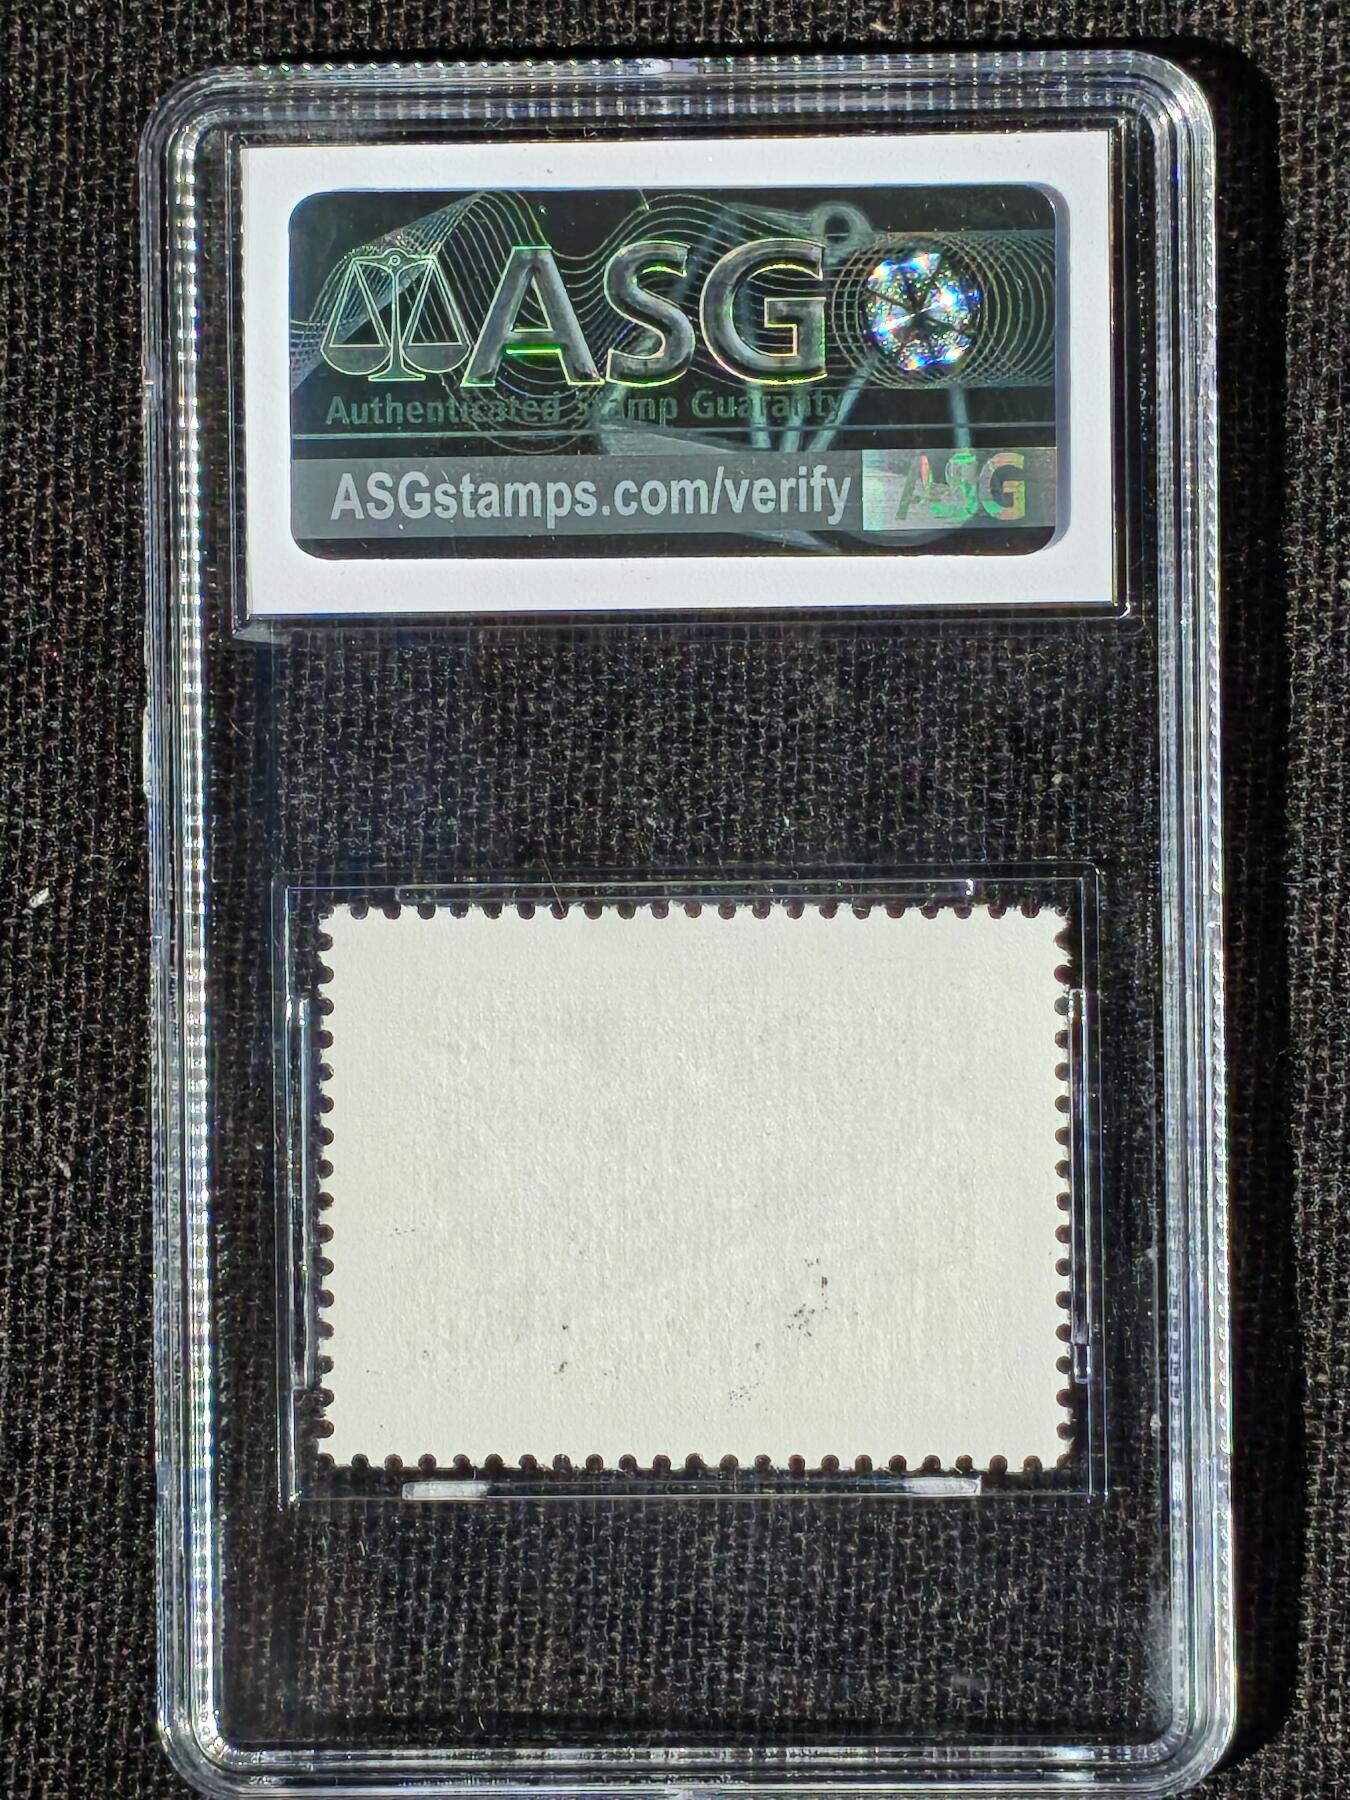 ASG
Authenticated Stamp Guaranty
ASGstamps.com/verify ASG